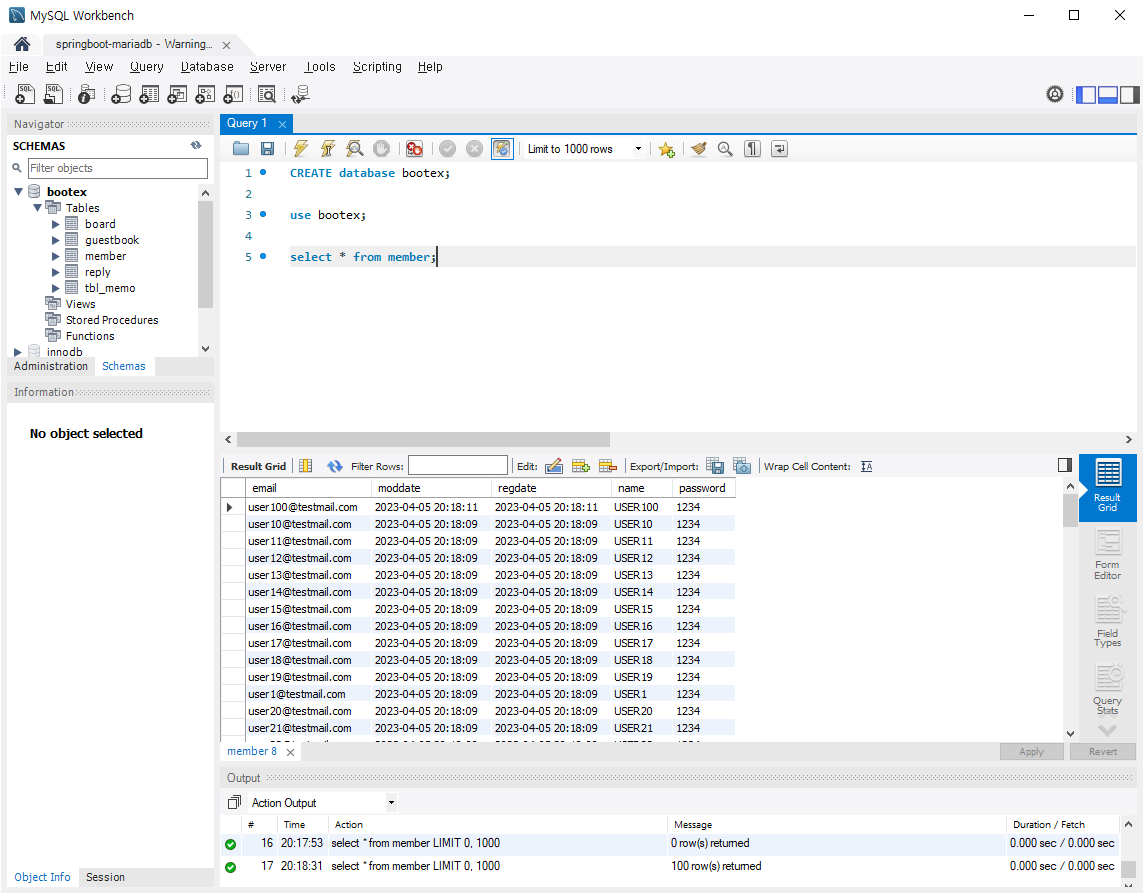 MySQL Workbench
springboot-mariadb - Warning...
File Edit View Query Database Server Tools Scripting Help
Navigator
SCHEMAS
Filter objects
bootex
Tables
board
guestbook
member
reply
tbl_memo
Views
Stored Procedures
Functions
innodb
Administration Schemas
Information
No object selected
Object Info Session
Query 1
Limit to 1000 rows
1 CREATE database bootex;
2
3 use bootex;
4
5 select * from member;
Result Grid Filter Rows: Edit: Export/Import: Wrap Cell Content:
email moddate regdate name password
user100@testmail.com 2023-04-05 20:18:11 2023-04-05 20:18:11 USER100 1234
user10@testmail.com 2023-04-05 20:18:09 2023-04-05 20:18:09 USER10 1234
user11@testmail.com 2023-04-05 20:18:09 2023-04-05 20:18:09 USER11 1234
user12@testmail.com 2023-04-05 20:18:09 2023-04-05 20:18:09 USER12 1234
user13@testmail.com 2023-04-05 20:18:09 2023-04-05 20:18:09 USER13 1234
user14@testmail.com 2023-04-05 20:18:09 2023-04-05 20:18:09 USER14 1234
user15@testmail.com 2023-04-05 20:18:09 2023-04-05 20:18:09 USER15 1234
user16@testmail.com 2023-04-05 20:18:09 2023-04-05 20:18:09 USER16 1234
user17@testmail.com 2023-04-05 20:18:09 2023-04-05 20:18:09 USER17 1234
user18@testmail.com 2023-04-05 20:18:09 2023-04-05 20:18:09 USER18 1234
user19@testmail.com 2023-04-05 20:18:09 2023-04-05 20:18:09 USER19 1234
user1@testmail.com 2023-04-05 20:18:09 2023-04-05 20:18:09 USER1 1234
user20@testmail.com 2023-04-05 20:18:09 2023-04-05 20:18:09 USER20 1234
user21@testmail.com 2023-04-05 20:18:09 2023-04-05 20:18:09 USER21 1234
Result
Grid
Form
Editor
Field
Types
Query
Stats
member 8
Apply Revert
Output
Action Output
# Time Action Message Duration / Fetch
16 20:17:53 select * from member LIMIT 0, 1000 0 row(s) returned 0.000 sec / 0.000 sec
17 20:18:31 select * from member LIMIT 0, 1000 100 row(s) returned 0.000 sec / 0.000 sec